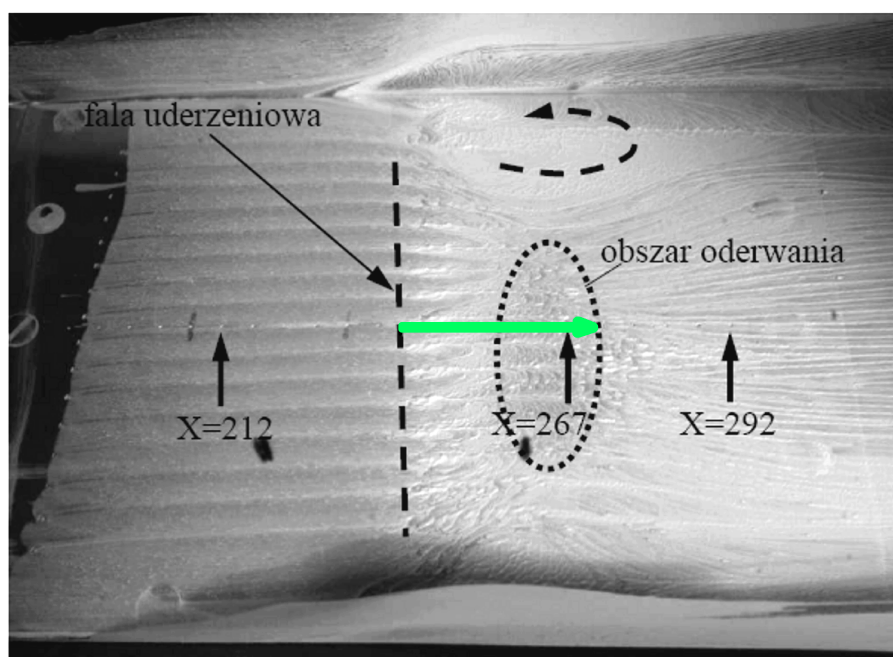 fala uderzeniowa
obszar oderwania
X=212
X=267
X=292